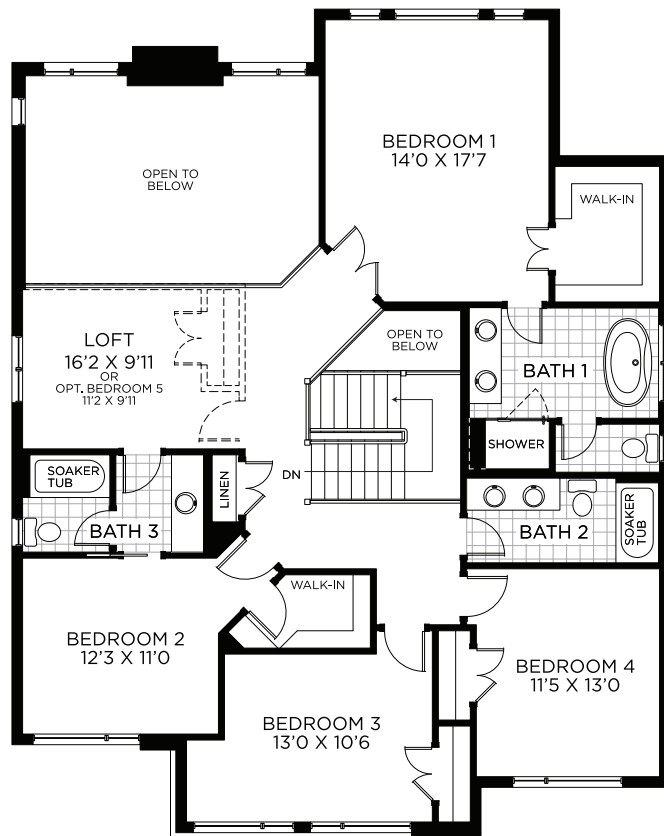 BEDROOM 1
14'0 X 17'7
OPEN TO
BELOW
WALK-IN
LOFT
16'2 X 9'11
OR
OPT. BEDROOM 5
11'2 X 9'11
OPEN TO
BELOW
BATH 1
SHOWER
SOAKER
TUB
LINEN
DN
BATH 3
BATH 2
SOAKER
TUB
WALK-IN
BEDROOM 2
12'3 X 11'0
BEDROOM 4
11'5 X 13'0
BEDROOM 3
13'0 X 10'6